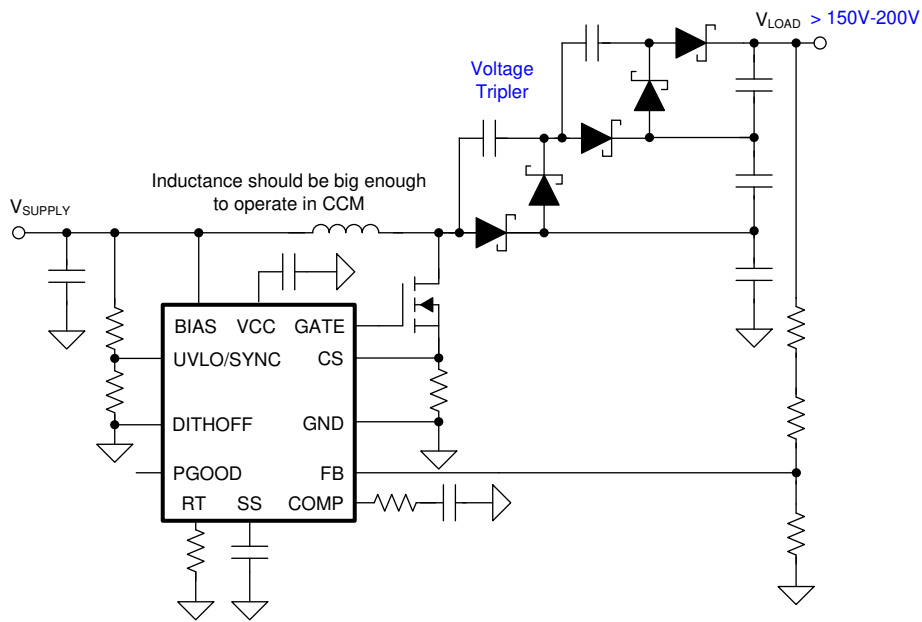 VLOAD > 150V-200V
Voltage
Tripler
Inductance should be big enough
to operate in CCM
VSUPPLY
BIAS VCC GATE
UVLO/SYNC CS
DITHOFF GND
PGOOD FB
RT SS COMP